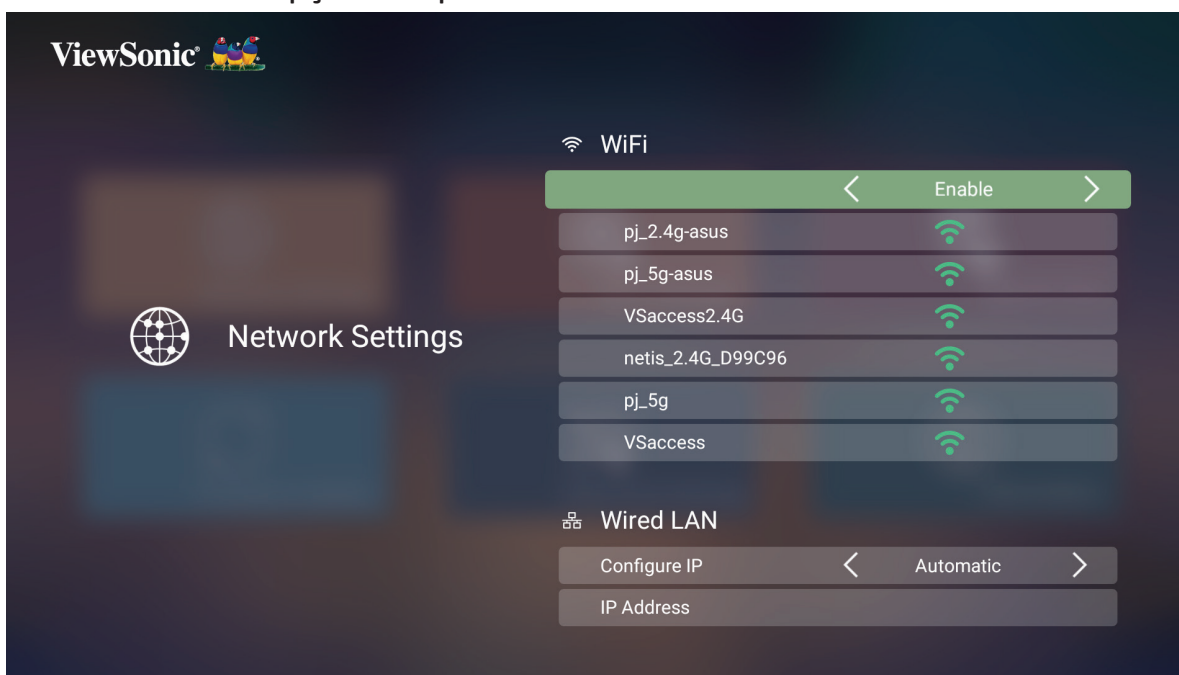 ViewSonic®
WiFi
Enable
pj_2.4g-asus
pj_5g-asus
VSaccess2.4G
Network Settings
netis_2.4G_D99C96
pj_5g
VSaccess
Wired LAN
Configure IP Automatic
IP Address